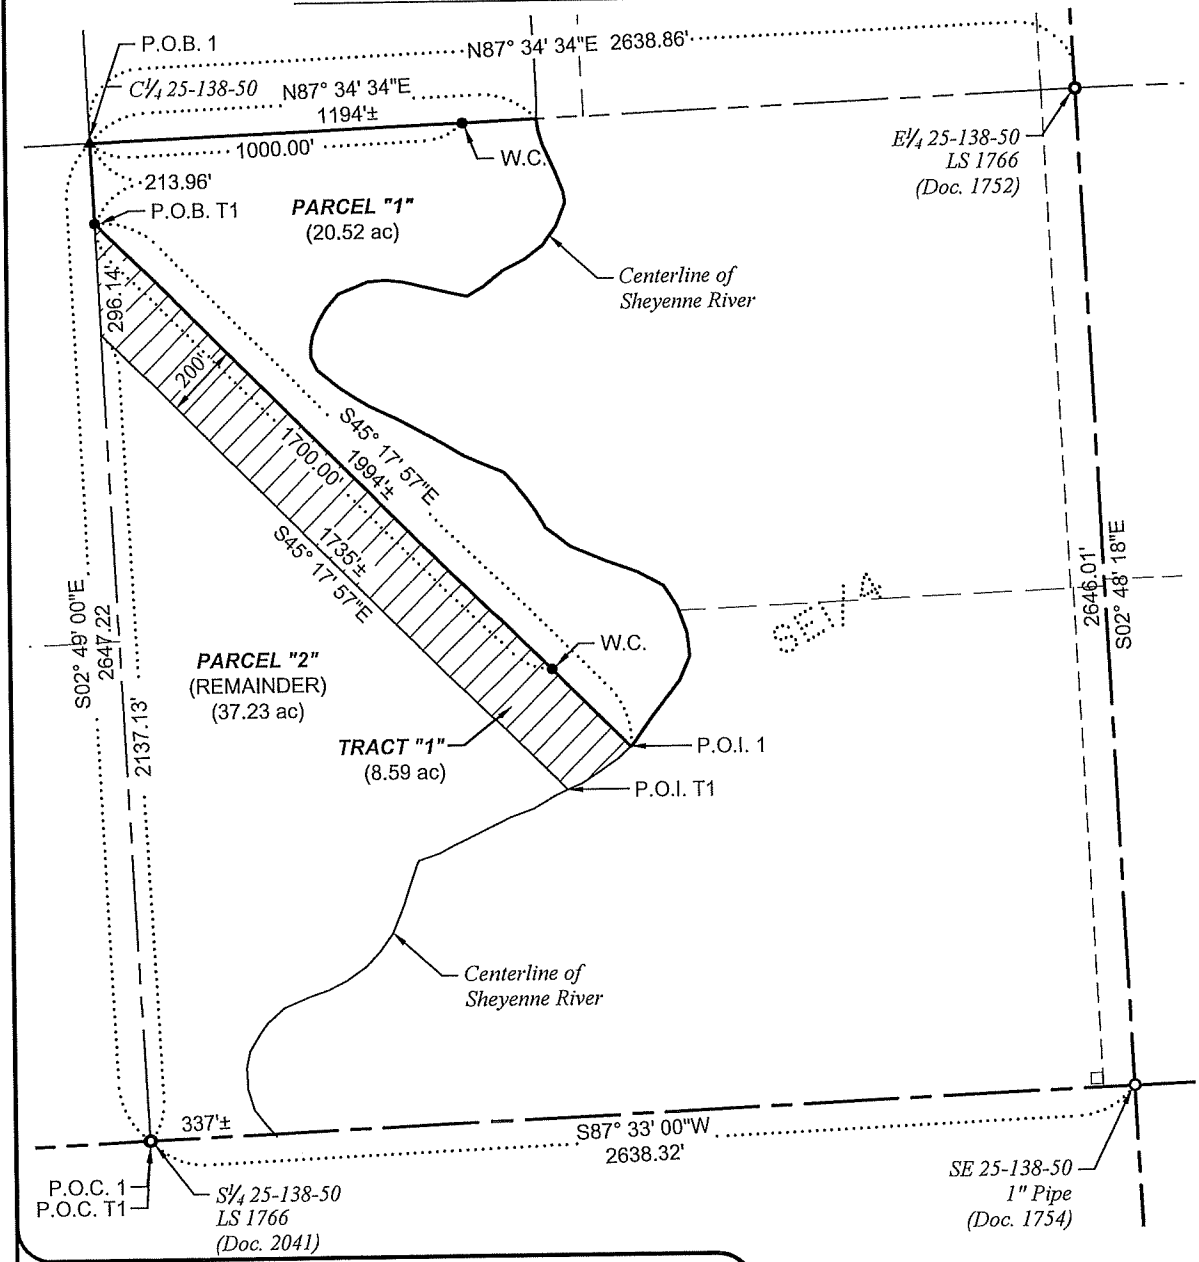 P.O.B. 1
N87° 34' 34"E 2638.86'
C¼ 25-138-50
N87° 34' 34"E
1194'±
1000.00'
W.C.
E¼ 25-138-50
LS 1766
(Doc. 1752)
213.96'
P.O.B. T1
PARCEL "1"
(20.52 ac)
Centerline of
Sheyenne River
296.14'
200'
S45° 17' 57"E
1994'±
1700.00'
1735'±
S45° 17' 57"E
SE1/4
2646.01'
S02° 48' 18"E
S02° 49' 00"E
2647.22
2137.13'
W.C.
PARCEL "2"
(REMAINDER)
(37.23 ac)
TRACT "1"
(8.59 ac)
P.O.I. 1
P.O.I. T1
Centerline of
Sheyenne River
337'±
S87° 33' 00"W
2638.32'
P.O.C. 1
P.O.C. T1
S¼ 25-138-50
LS 1766
(Doc. 2041)
SE 25-138-50
1" Pipe
(Doc. 1754)